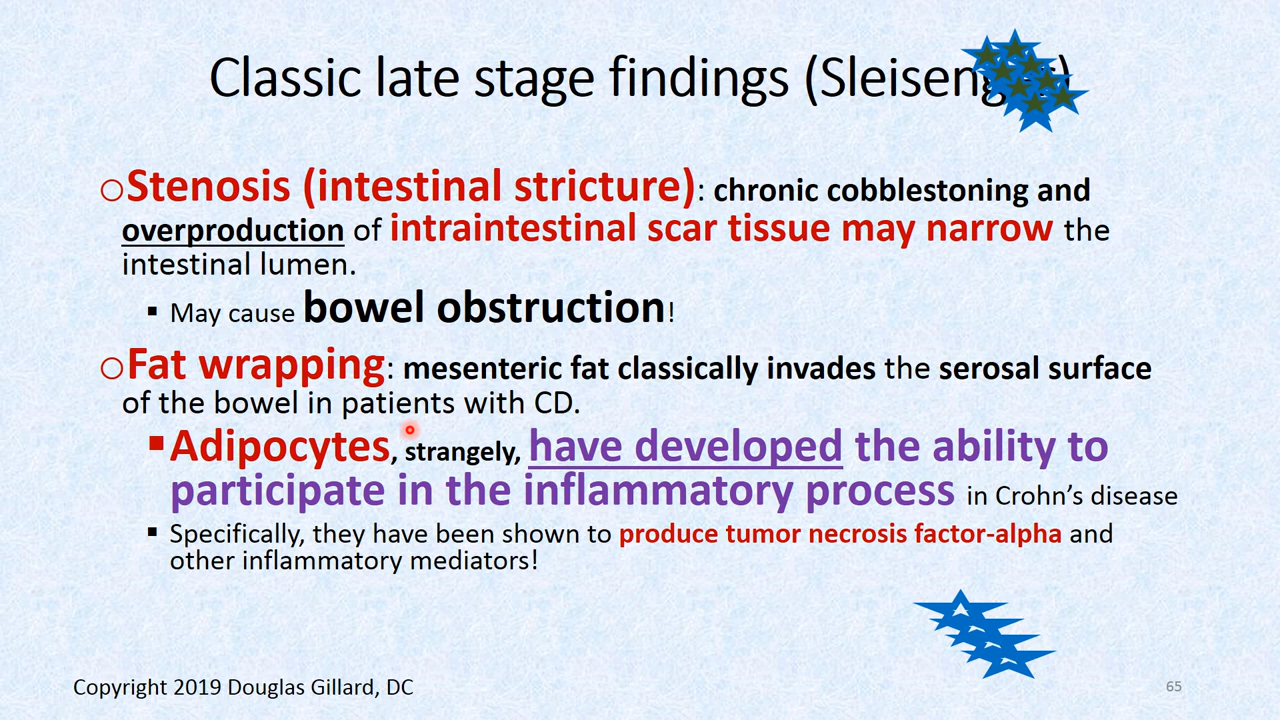 Classic late stage findings (Sleisenger)
Stenosis (intestinal stricture): chronic cobblestoning and
overproduction of intraintestinal scar tissue may narrow the
intestinal lumen.
▪ May cause bowel obstruction!
Fat wrapping: mesenteric fat classically invades the serosal surface
of the bowel in patients with CD.
▪ Adipocytes, strangely, have developed the ability to
participate in the inflammatory process in Crohn’s disease
▪ Specifically, they have been shown to produce tumor necrosis factor-alpha and
other inflammatory mediators!
Copyright 2019 Douglas Gillard, DC
65